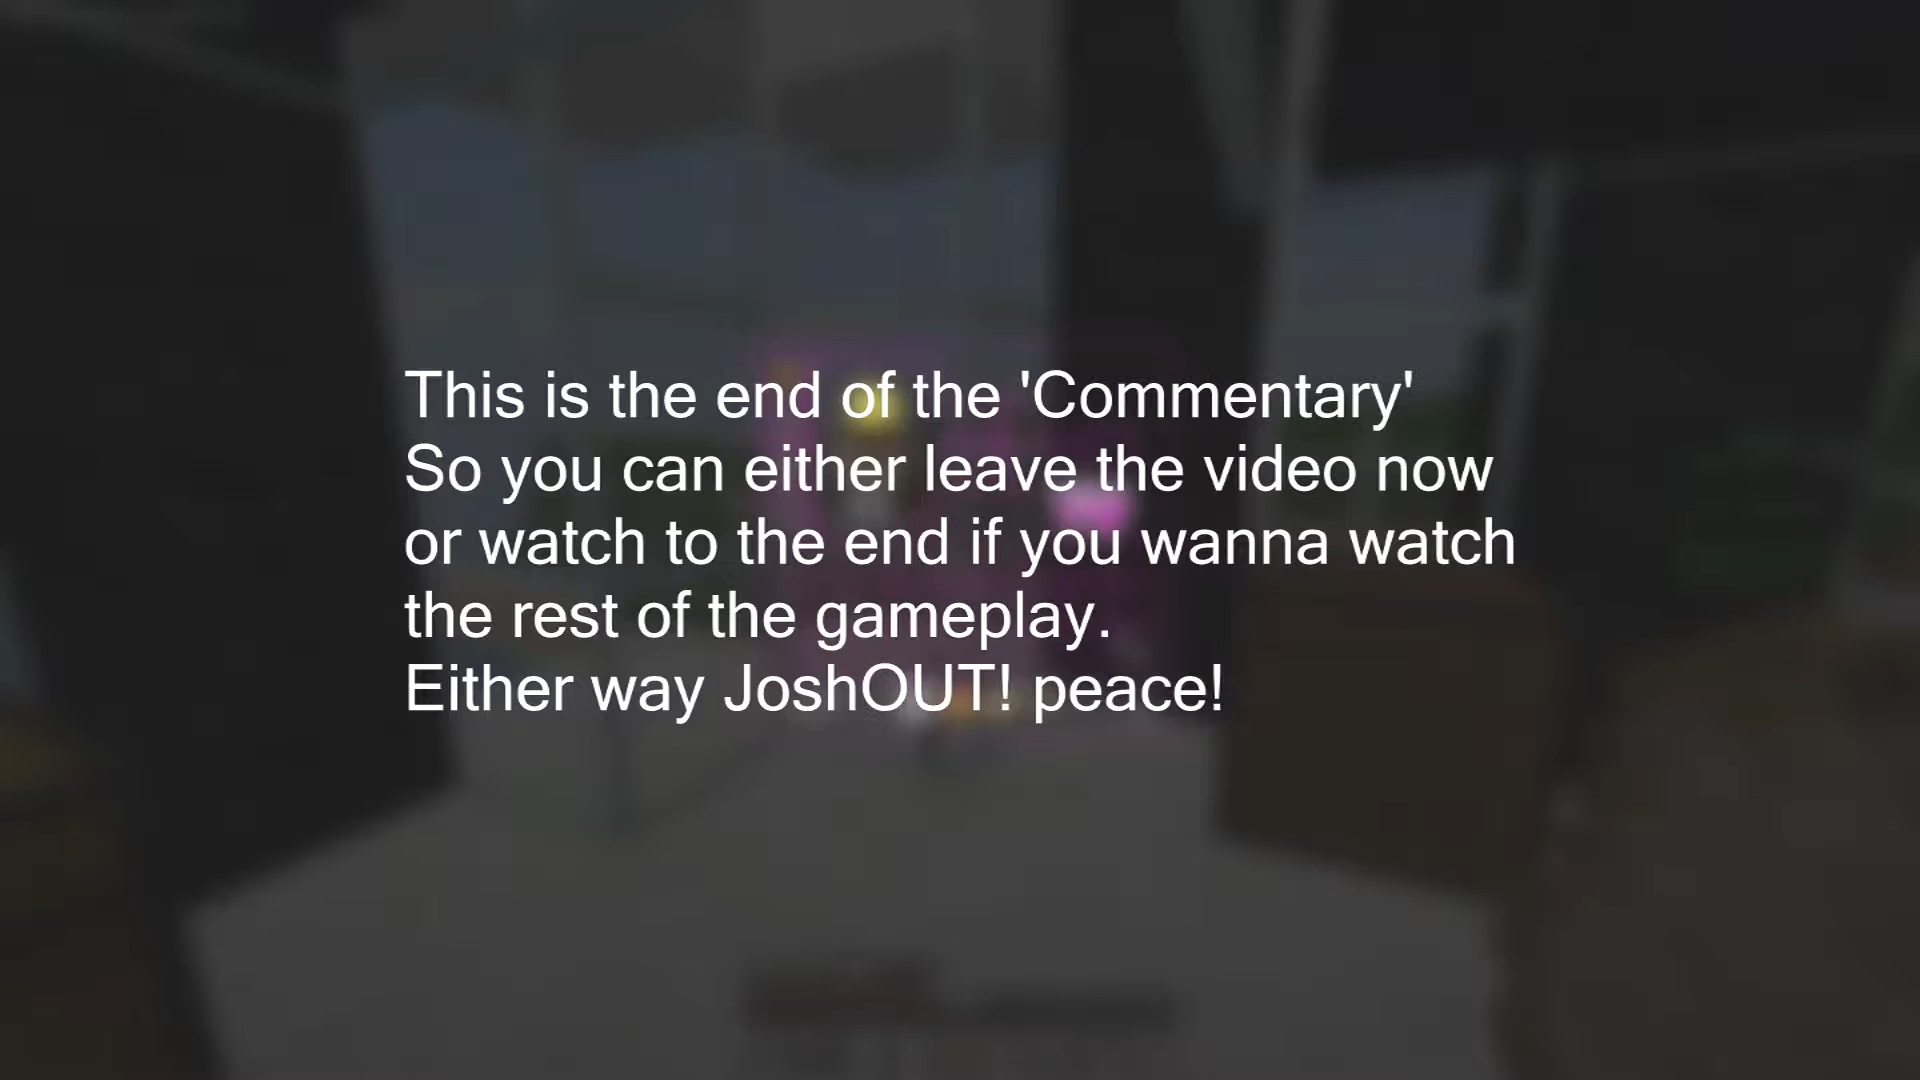 This is the end of the 'Commentary'
So you can either leave the video now
or watch to the end if you wanna watch
the rest of the gameplay.
Either way JoshOUT! peace!